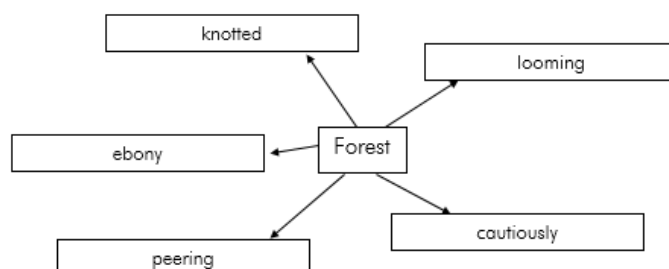 knotted
looming
Forest
ebony
cautiously
peering